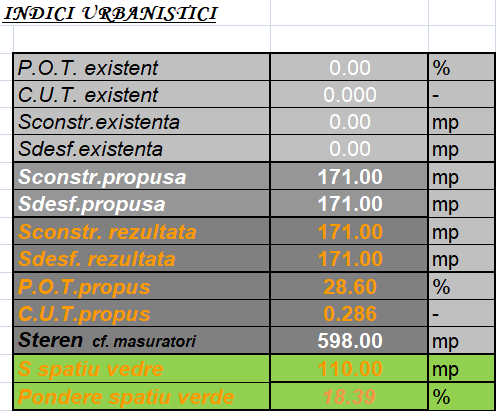 INDICI URBANISTICI
P.O.T. existent 0.00 %
C.U.T. existent 0.000 -
Sconstr.existenta 0.00 mp
Sdesf.existenta 0.00 mp
Sconstr.propusa 171.00 mp
Sdesf.propusa 171.00 mp
Sconstr. rezultata 171.00 mp
Sdesf. rezultata 171.00 mp
P.O.T.propus 28.60 %
C.U.T.propus 0.286 -
Steren cf. masuratori 598.00 mp
S spatiu vedre 110.00 mp
Pondere spatiu verde 18.39 %